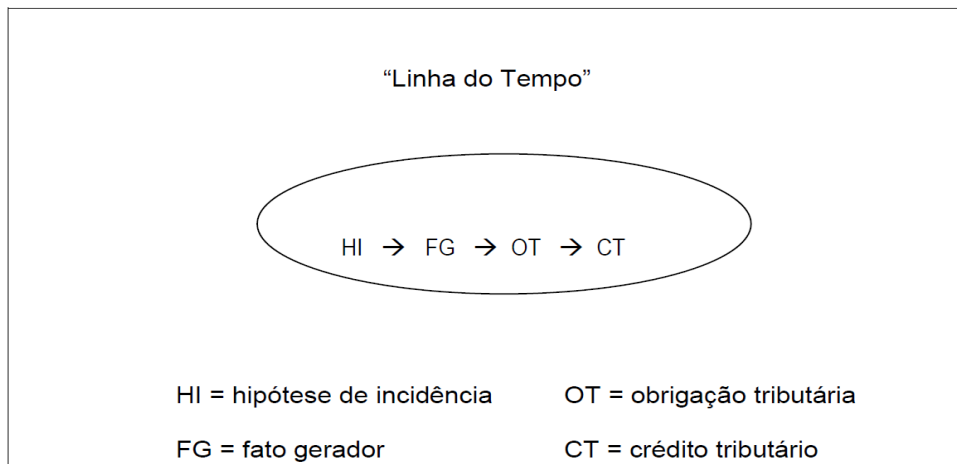 “Linha do Tempo”
HI → FG → OT → CT
HI = hipótese de incidência OT = obrigação tributária
FG = fato gerador CT = crédito tributário